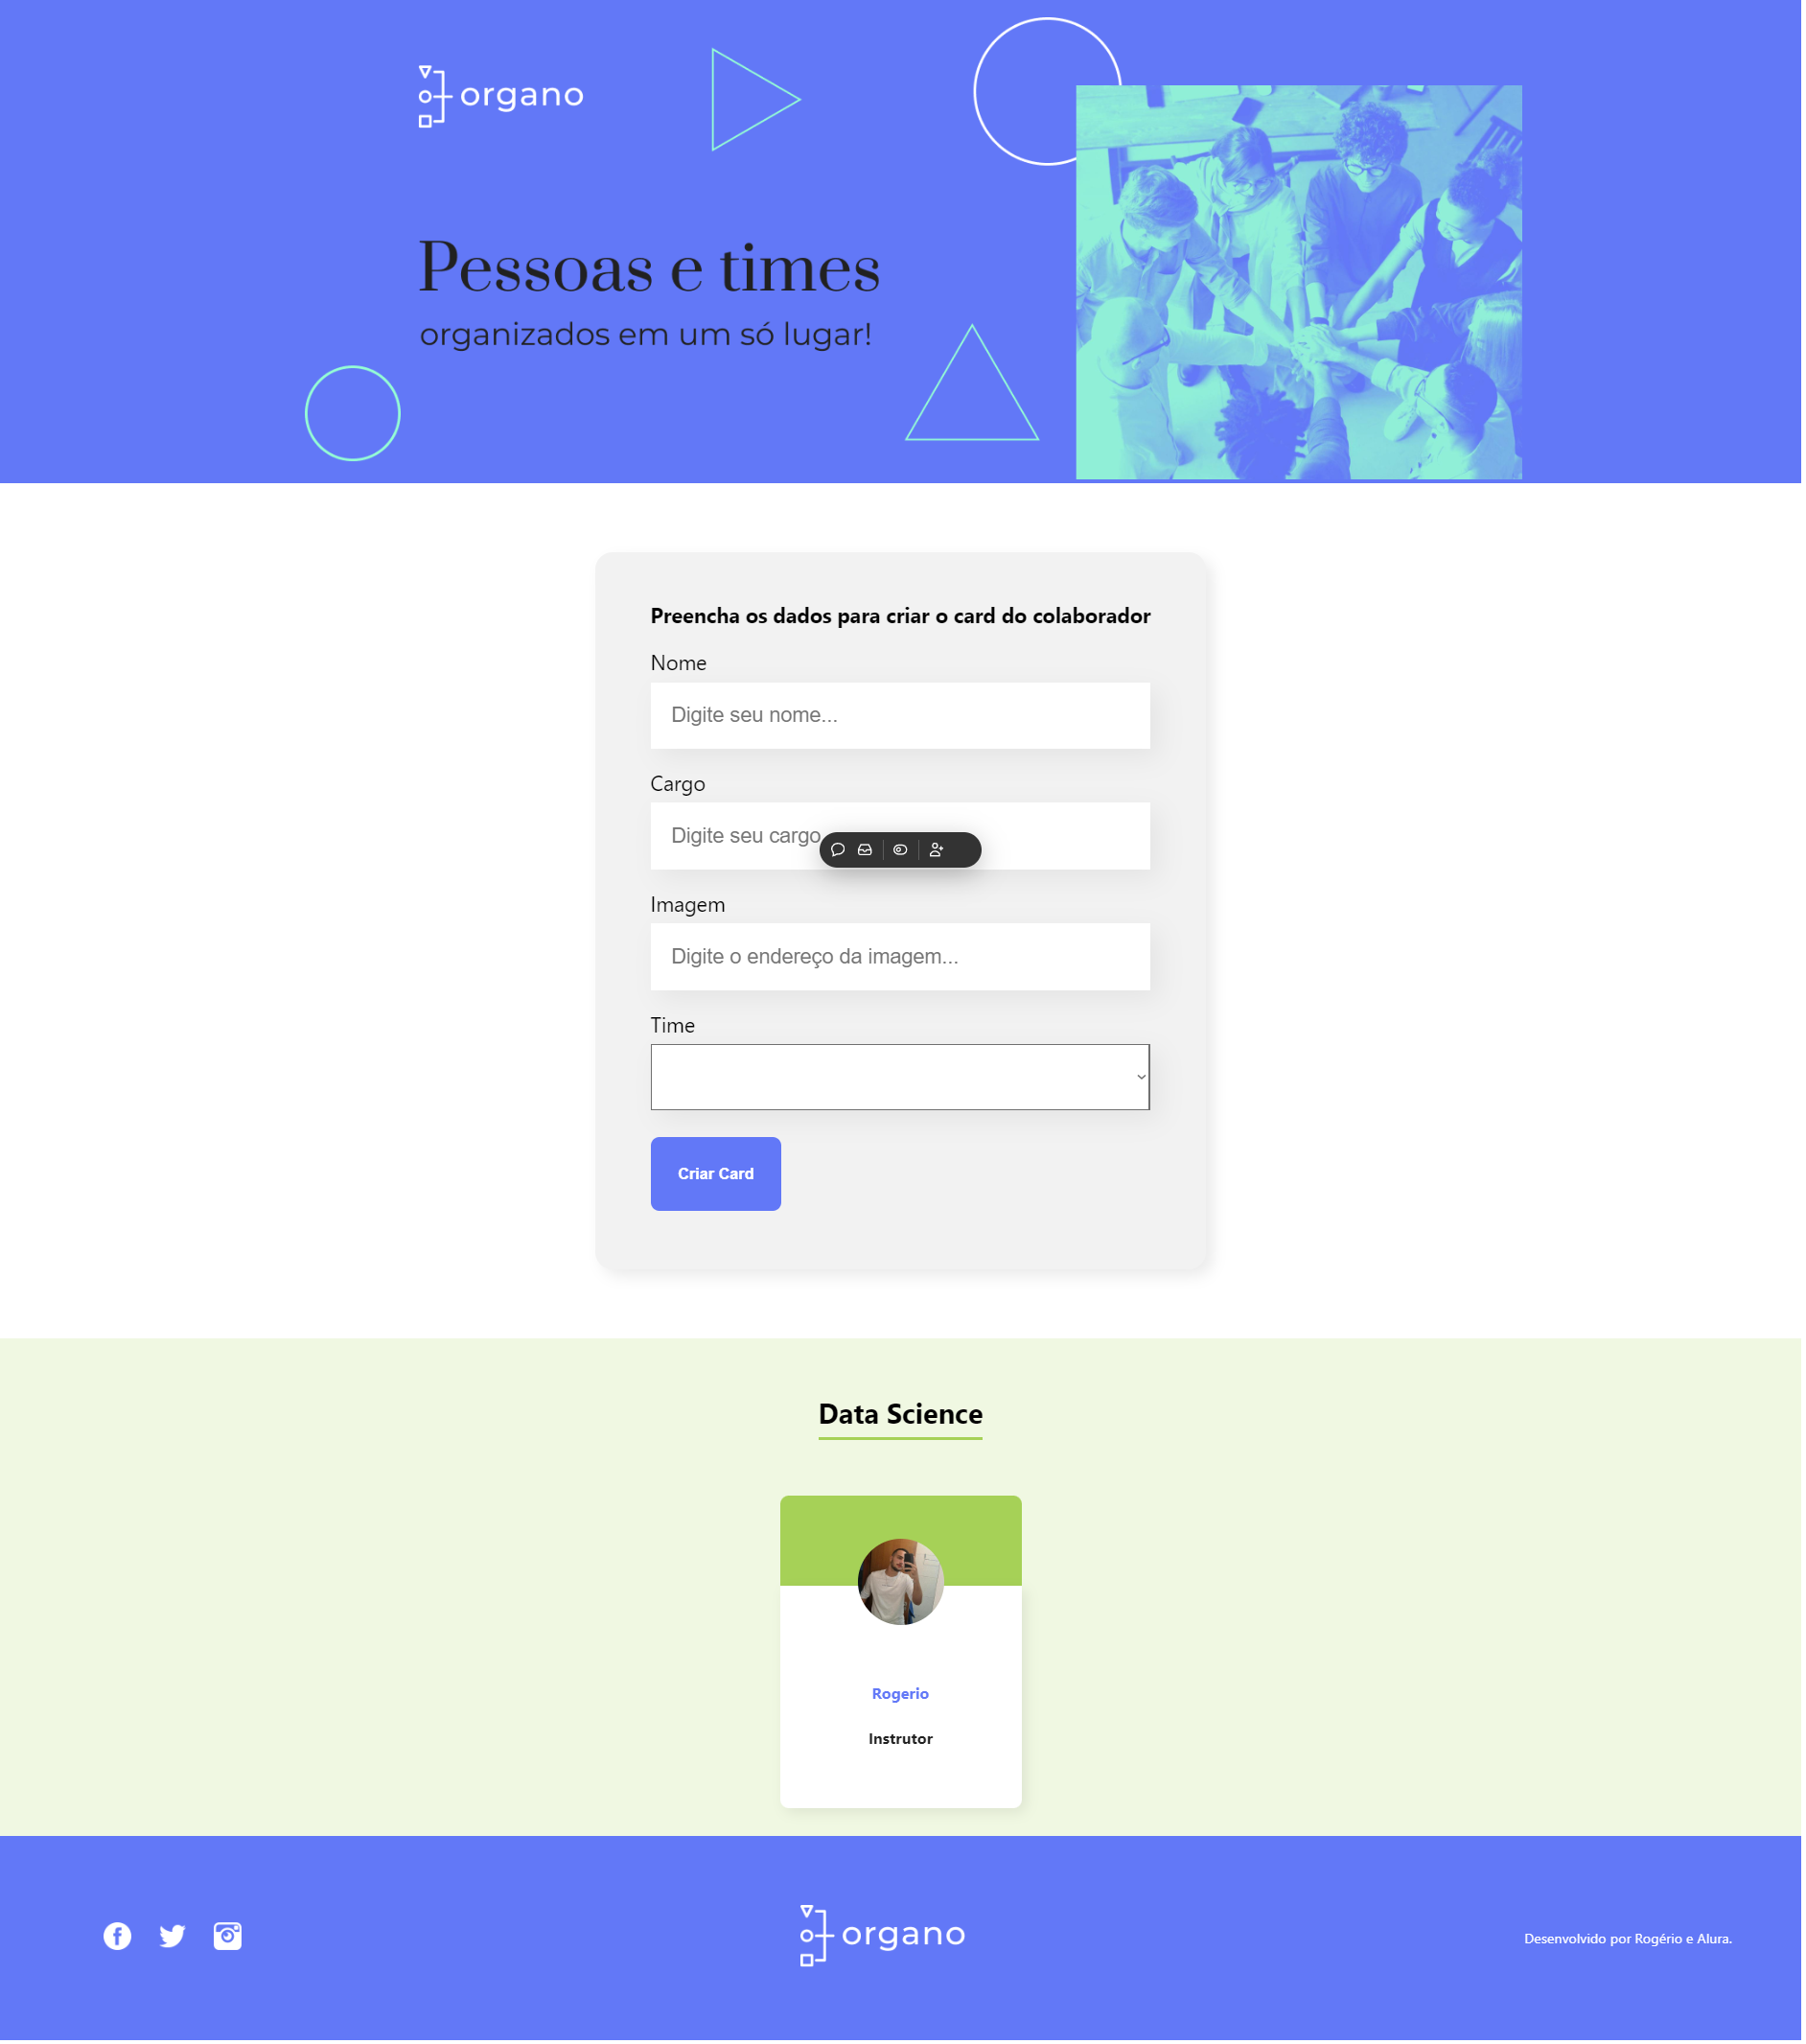 organo
Pessoas e times
organizados em um só lugar!
Preencha os dados para criar o card do colaborador
Nome
Digite seu nome...
Cargo
Digite seu cargo
Imagem
Digite o endereço da imagem...
Time
Criar Card
Data Science
Rogerio
Instrutor
organo
Desenvolvido por Rogério e Alura.